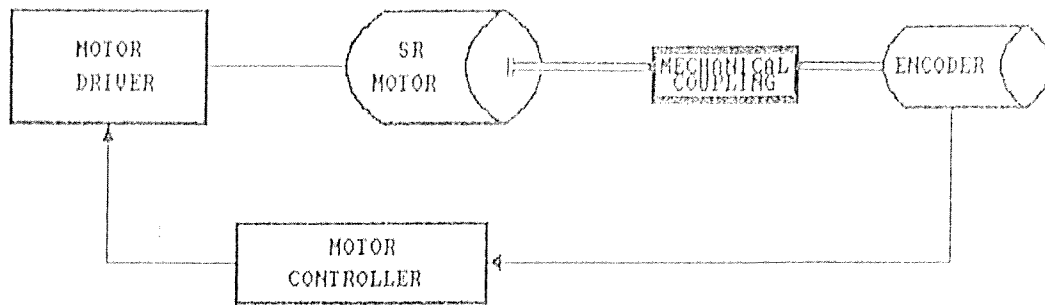 MOTOR
DRIVER
SR
MOTOR
MECHANICAL
COUPLING
ENCODER
MOTOR
CONTROLLER